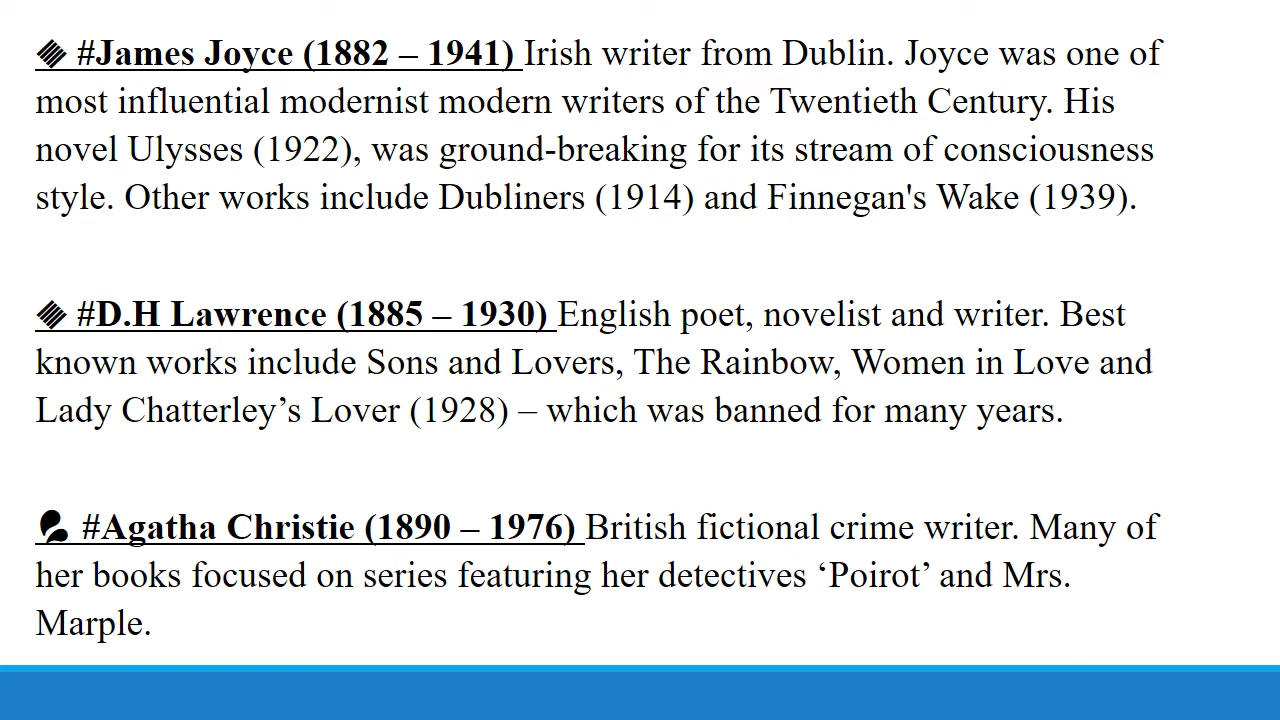 #James Joyce (1882 – 1941) Irish writer from Dublin. Joyce was one of
most influential modernist modern writers of the Twentieth Century. His
novel Ulysses (1922), was ground-breaking for its stream of consciousness
style. Other works include Dubliners (1914) and Finnegan's Wake (1939).
#D.H Lawrence (1885 – 1930) English poet, novelist and writer. Best
known works include Sons and Lovers, The Rainbow, Women in Love and
Lady Chatterley’s Lover (1928) – which was banned for many years.
#Agatha Christie (1890 – 1976) British fictional crime writer. Many of
her books focused on series featuring her detectives ‘Poirot’ and Mrs.
Marple.